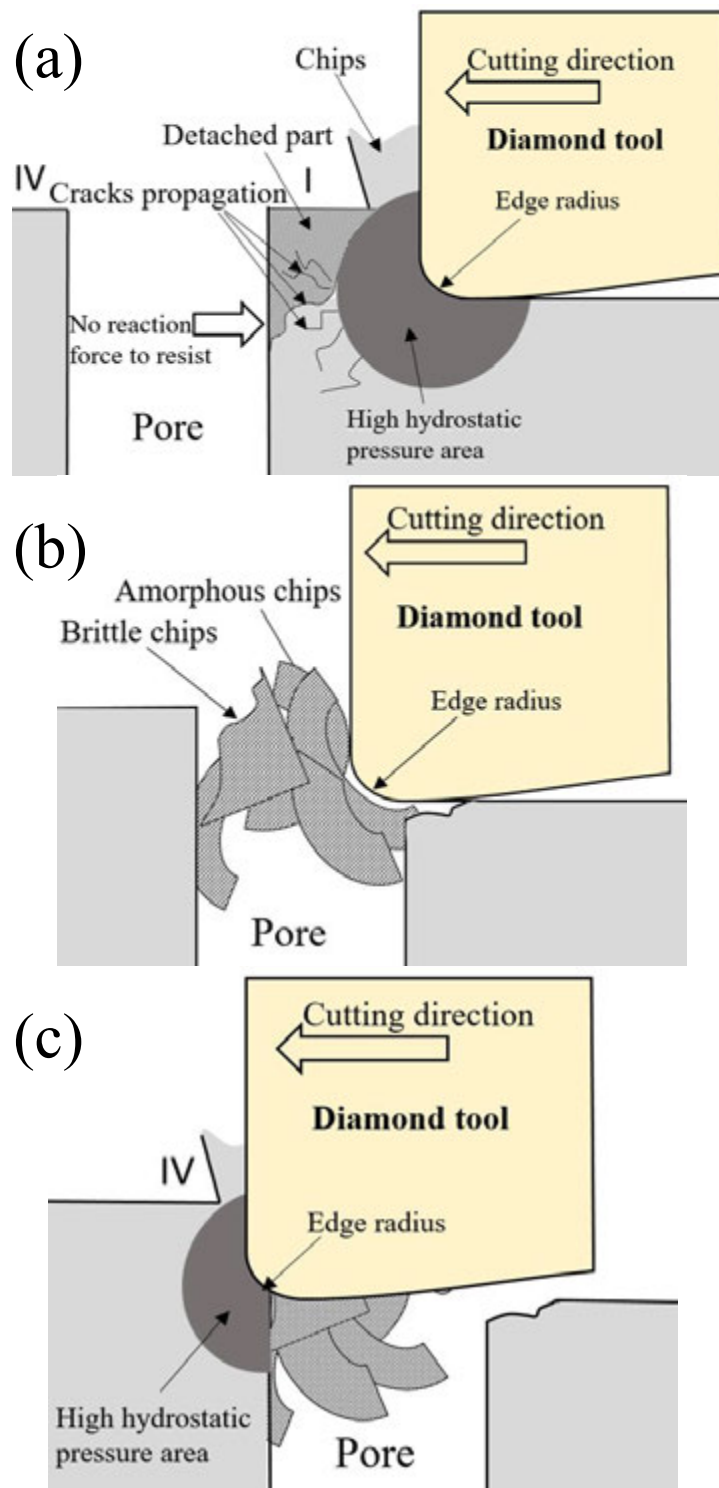 (a)
Chips
Cutting direction
Detached part
Diamond tool
IV
I
Cracks propagation
Edge radius
No reaction
force to resist
Pore
High hydrostatic
pressure area
(b)
Cutting direction
Amorphous chips
Brittle chips
Diamond tool
Edge radius
Pore
(c)
Cutting direction
Diamond tool
IV
Edge radius
High hydrostatic
pressure area
Pore